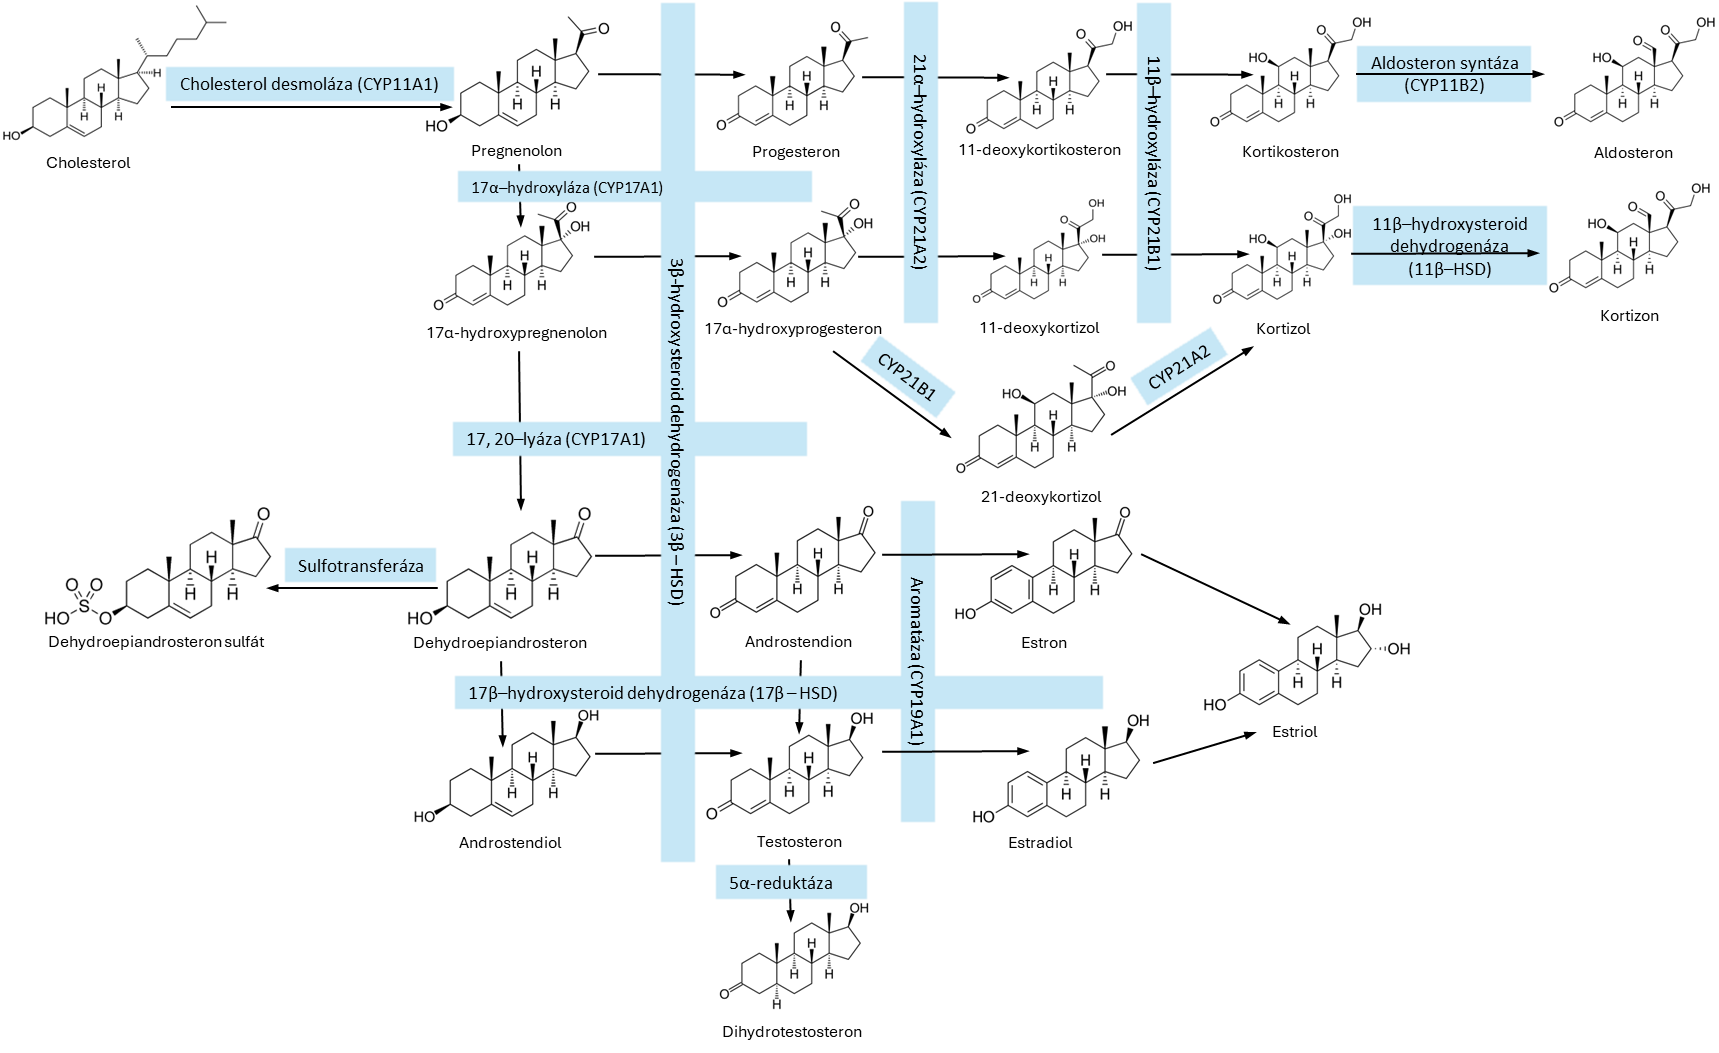 Cholesterol desmoláza (CYP11A1)
Aldosteron syntáza
(CYP11B2)
Cholesterol
Pregnenolon
Progesteron
11-deoxykortikosteron
Kortikosteron
Aldosteron
17α–hydroxyláza (CYP17A1)
21α–hydroxyláza (CYP21A2)
11β–hydroxyláza (CYP21B1)
3β-hydroxysteroid dehydrogenáza (3β – HSD)
11β–hydroxysteroid
dehydrogenáza
(11β–HSD)
17α-hydroxypregnenolon
17α-hydroxyprogesteron
11-deoxykortizol
Kortizol
Kortizon
CYP21B1
CYP21A2
17, 20–lyáza (CYP17A1)
21-deoxykortizol
Sulfotransferáza
Aromatáza (CYP19A1)
Dehydroepiandrosteron sulfát
Dehydroepiandrosteron
Androstendion
Estron
17β–hydroxysteroid dehydrogenáza (17β – HSD)
Estriol
Androstendiol
Testosteron
Estradiol
5α-reduktáza
Dihydrotestosteron